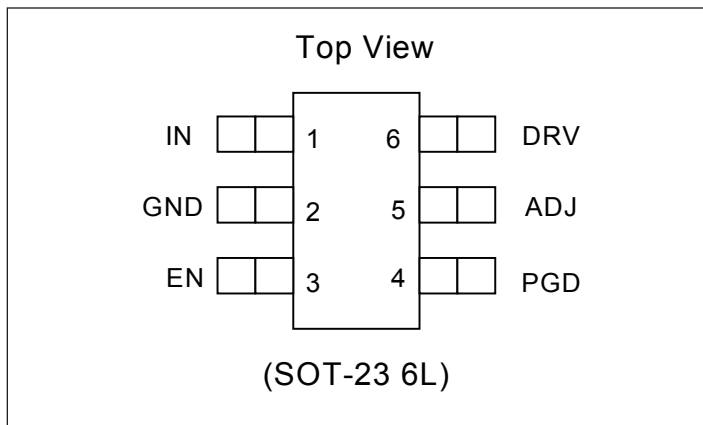 Top View
IN 1 6 DRV
GND 2 5 ADJ
EN 3 4 PGD
(SOT-23 6L)